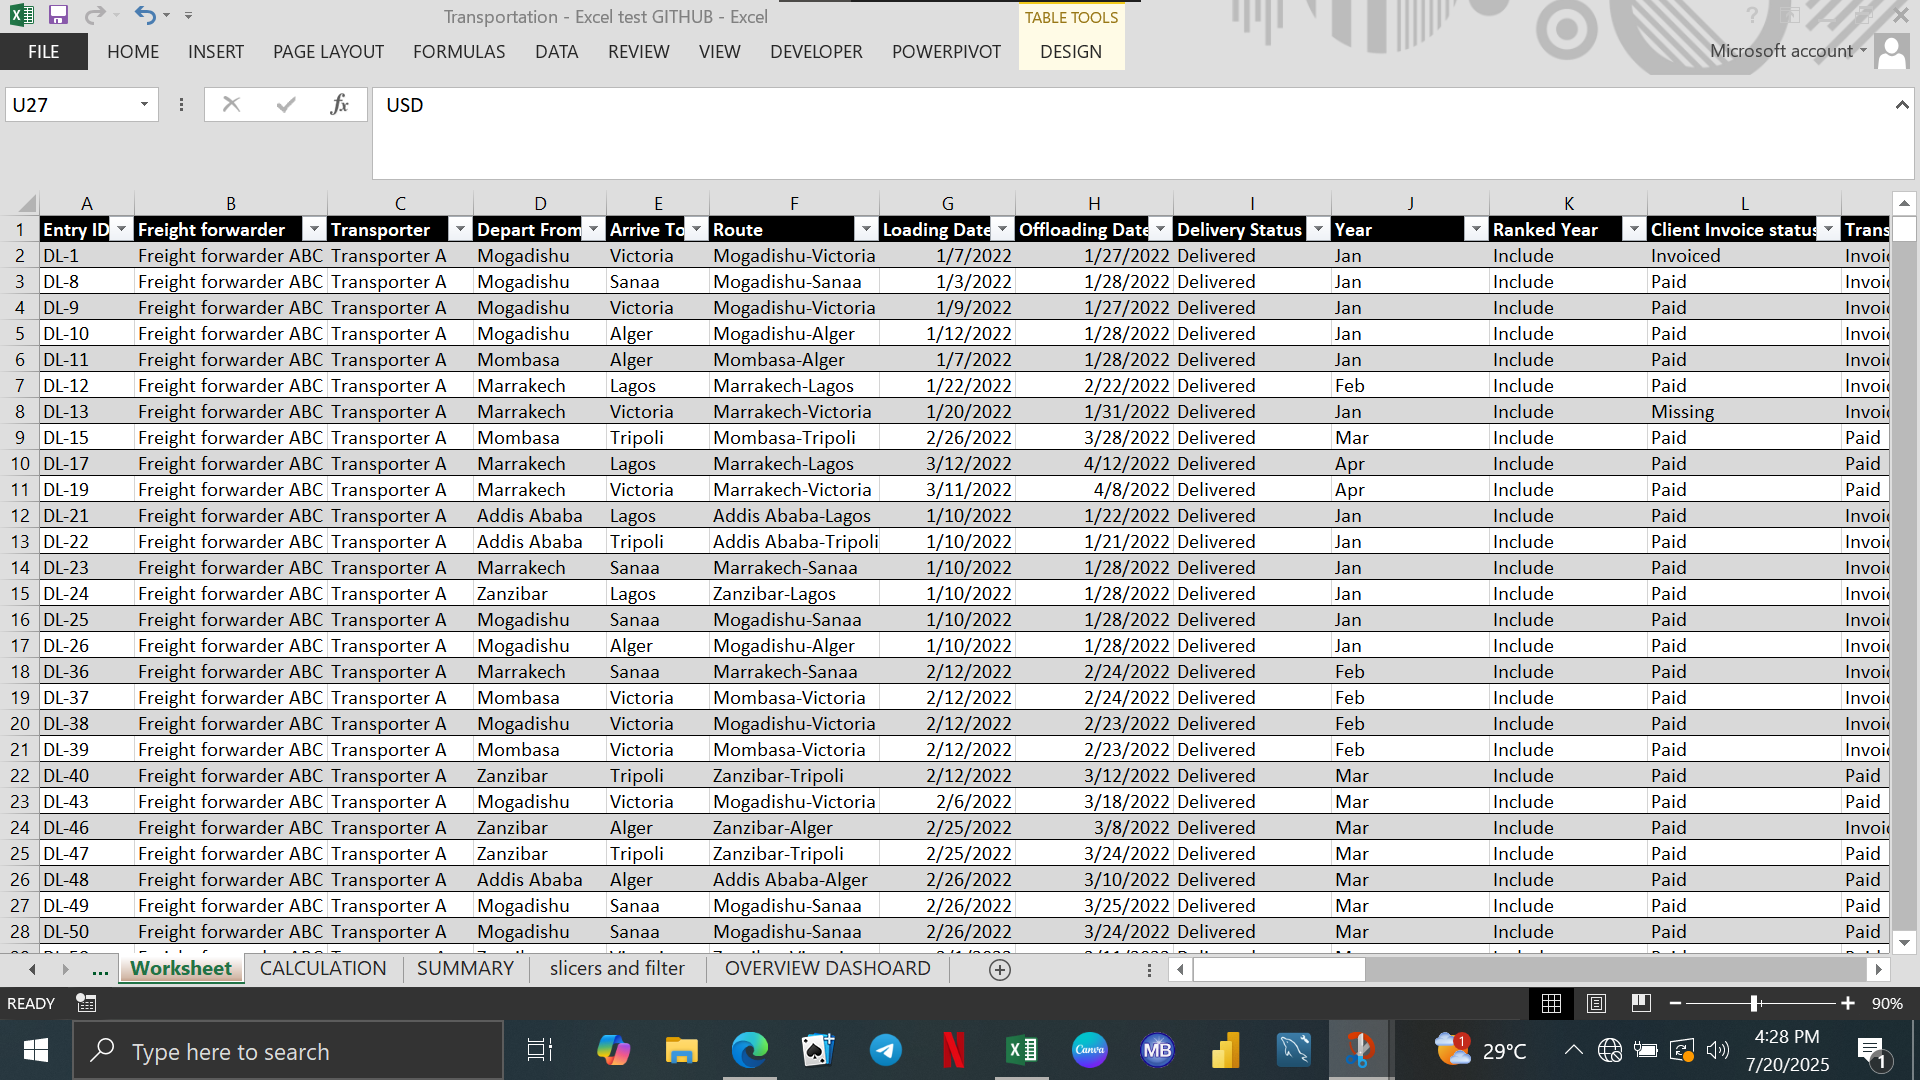 Transportation - Excel test GITHUB - Excel
TABLE TOOLS
?
FILE HOME INSERT PAGE LAYOUT FORMULAS DATA REVIEW VIEW DEVELOPER POWERPIVOT DESIGN Microsoft account
U27 fx USD
A B C D E F G H I J K L
1 Entry ID Freight forwarder Transporter Depart From Arrive To Route Loading Date Offloading Date Delivery Status Year Ranked Year Client Invoice status Trans
2 DL-1 Freight forwarder ABC Transporter A Mogadishu Victoria Mogadishu-Victoria 1/7/2022 1/27/2022 Delivered Jan Include Invoiced Invoic
3 DL-8 Freight forwarder ABC Transporter A Mogadishu Sanaa Mogadishu-Sanaa 1/3/2022 1/28/2022 Delivered Jan Include Paid Invoic
4 DL-9 Freight forwarder ABC Transporter A Mogadishu Victoria Mogadishu-Victoria 1/9/2022 1/27/2022 Delivered Jan Include Paid Invoic
5 DL-10 Freight forwarder ABC Transporter A Mogadishu Alger Mogadishu-Alger 1/12/2022 1/28/2022 Delivered Jan Include Paid Invoic
6 DL-11 Freight forwarder ABC Transporter A Mombasa Alger Mombasa-Alger 1/7/2022 1/28/2022 Delivered Jan Include Paid Invoic
7 DL-12 Freight forwarder ABC Transporter A Marrakech Lagos Marrakech-Lagos 1/22/2022 2/22/2022 Delivered Feb Include Paid Invoic
8 DL-13 Freight forwarder ABC Transporter A Marrakech Victoria Marrakech-Victoria 1/20/2022 1/31/2022 Delivered Jan Include Missing Invoic
9 DL-15 Freight forwarder ABC Transporter A Mombasa Tripoli Mombasa-Tripoli 2/26/2022 3/28/2022 Delivered Mar Include Paid Paid
10 DL-17 Freight forwarder ABC Transporter A Marrakech Lagos Marrakech-Lagos 3/12/2022 4/12/2022 Delivered Apr Include Paid Paid
11 DL-19 Freight forwarder ABC Transporter A Marrakech Victoria Marrakech-Victoria 3/11/2022 4/8/2022 Delivered Apr Include Paid Paid
12 DL-21 Freight forwarder ABC Transporter A Addis Ababa Lagos Addis Ababa-Lagos 1/10/2022 1/22/2022 Delivered Jan Include Paid Invoic
13 DL-22 Freight forwarder ABC Transporter A Addis Ababa Tripoli Addis Ababa-Tripoli 1/10/2022 1/21/2022 Delivered Jan Include Paid Invoic
14 DL-23 Freight forwarder ABC Transporter A Marrakech Sanaa Marrakech-Sanaa 1/10/2022 1/28/2022 Delivered Jan Include Paid Invoic
15 DL-24 Freight forwarder ABC Transporter A Zanzibar Lagos Zanzibar-Lagos 1/10/2022 1/28/2022 Delivered Jan Include Paid Invoic
16 DL-25 Freight forwarder ABC Transporter A Mogadishu Sanaa Mogadishu-Sanaa 1/10/2022 1/28/2022 Delivered Jan Include Paid Invoic
17 DL-26 Freight forwarder ABC Transporter A Mogadishu Alger Mogadishu-Alger 1/10/2022 1/28/2022 Delivered Jan Include Paid Invoic
18 DL-36 Freight forwarder ABC Transporter A Marrakech Sanaa Marrakech-Sanaa 2/12/2022 2/24/2022 Delivered Feb Include Paid Invoic
19 DL-37 Freight forwarder ABC Transporter A Mombasa Victoria Mombasa-Victoria 2/12/2022 2/24/2022 Delivered Feb Include Paid Invoic
20 DL-38 Freight forwarder ABC Transporter A Mogadishu Victoria Mogadishu-Victoria 2/12/2022 2/23/2022 Delivered Feb Include Paid Invoic
21 DL-39 Freight forwarder ABC Transporter A Mombasa Victoria Mombasa-Victoria 2/12/2022 2/23/2022 Delivered Feb Include Paid Invoic
22 DL-40 Freight forwarder ABC Transporter A Zanzibar Tripoli Zanzibar-Tripoli 2/12/2022 3/12/2022 Delivered Mar Include Paid Paid
23 DL-43 Freight forwarder ABC Transporter A Mogadishu Victoria Mogadishu-Victoria 2/6/2022 3/18/2022 Delivered Mar Include Paid Paid
24 DL-46 Freight forwarder ABC Transporter A Zanzibar Alger Zanzibar-Alger 2/25/2022 3/8/2022 Delivered Mar Include Paid Invoic
25 DL-47 Freight forwarder ABC Transporter A Zanzibar Tripoli Zanzibar-Tripoli 2/25/2022 3/24/2022 Delivered Mar Include Paid Paid
26 DL-48 Freight forwarder ABC Transporter A Addis Ababa Alger Addis Ababa-Alger 2/26/2022 3/10/2022 Delivered Mar Include Paid Paid
27 DL-49 Freight forwarder ABC Transporter A Mogadishu Sanaa Mogadishu-Sanaa 2/26/2022 3/25/2022 Delivered Mar Include Paid Paid
28 DL-50 Freight forwarder ABC Transporter A Mogadishu Sanaa Mogadishu-Sanaa 2/26/2022 3/24/2022 Delivered Mar Include Paid Paid
... Worksheet CALCULATION SUMMARY slicers and filter OVERVIEW DASHOARD
READY 90%
Type here to search Canva MB 1 29°C 4:28 PM
7/20/2025 1